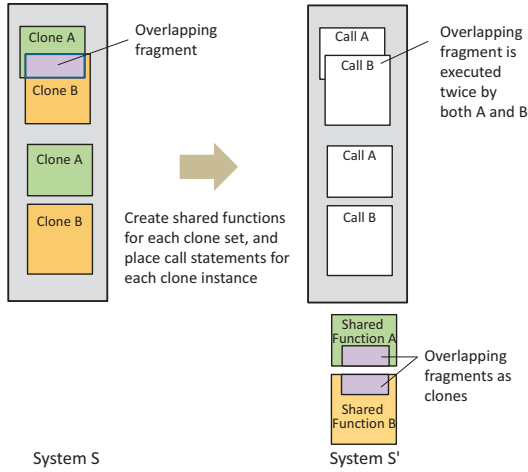 Clone A
Overlapping
fragment
Clone B
Clone A
Clone B
Create shared functions
for each clone set, and
place call statements for
each clone instance
Call A
Call B
Overlapping
fragment is
executed
twice by
both A and B
Call A
Call B
Shared
Function A
Overlapping
fragments as
clones
Shared
Function B
System S
System S'